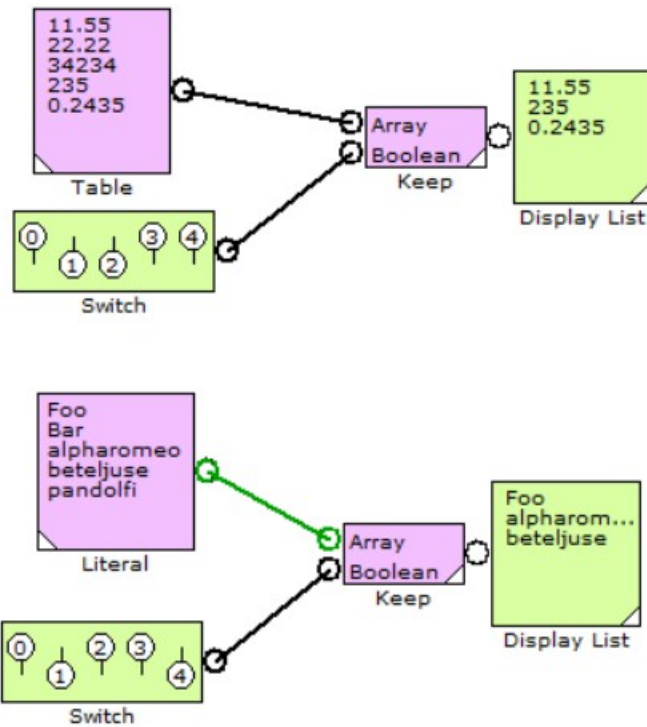 11.55
22.22
34234
235
0.2435
Table
Array
Boolean
Keep
11.55
235
0.2435
Display List
0 1 2 3 4
Switch
Foo
Bar
alpharomeo
beteljuse
pandolfi
Literal
Array
Boolean
Keep
Foo
alpharom...
beteljuse
Display List
0 1 2 3 4
Switch